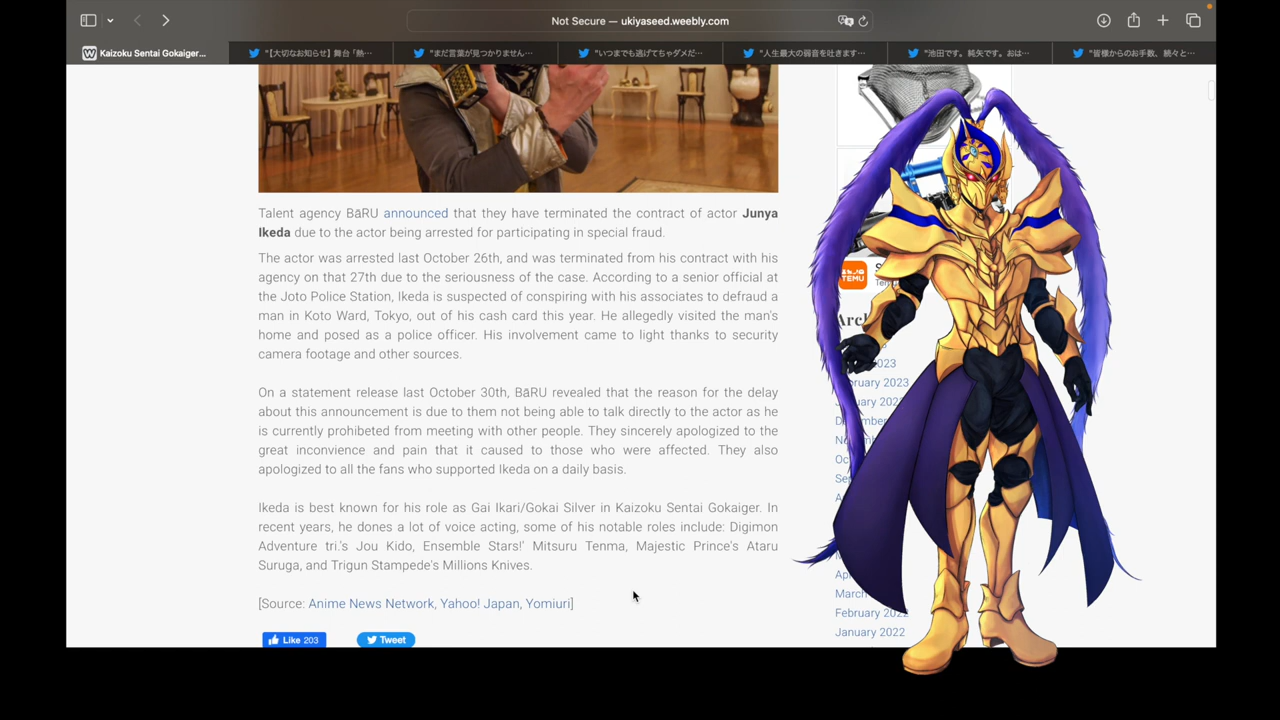 Not Secure — ukiyaseed.weebly.com
Kaizoku Sentai Gokaiger...
"【大切なお知らせ】舞台「熱…
"まだ言葉が見つかりません…
"いつまでも逃げてちゃダメだ…
"人生最大の弱音を吐きます…
"池田です。純矢です。おは…
"皆様からのお手数、続々と…
Talent agency BāRU announced that they have terminated the contract of actor Junya
Ikeda due to the actor being arrested for participating in special fraud.
The actor was arrested last October 26th, and was terminated from his contract with his
agency on that 27th due to the seriousness of the case. According to a senior official at
the Joto Police Station, Ikeda is suspected of conspiring with his associates to defraud a
man in Koto Ward, Tokyo, out of his cash card this year. He allegedly visited the man's
home and posed as a police officer. His involvement came to light thanks to security
camera footage and other sources.
On a statement release last October 30th, BāRU revealed that the reason for the delay
about this announcement is due to them not being able to talk directly to the actor as he
is currently prohibeted from meeting with other people. They sincerely apologized to the
great inconvience and pain that it caused to those who were affected. They also
apologized to all the fans who supported Ikeda on a daily basis.
Ikeda is best known for his role as Gai Ikari/Gokai Silver in Kaizoku Sentai Gokaiger. In
recent years, he dones a lot of voice acting, some of his notable roles include: Digimon
Adventure tri.'s Jou Kido, Ensemble Stars!' Mitsuru Tenma, Majestic Prince's Ataru
Suruga, and Trigun Stampede's Millions Knives.
[Source: Anime News Network, Yahoo! Japan, Yomiuri]
Like 203
Tweet
TEMU
2023
2023
March
February 2022
January 2022